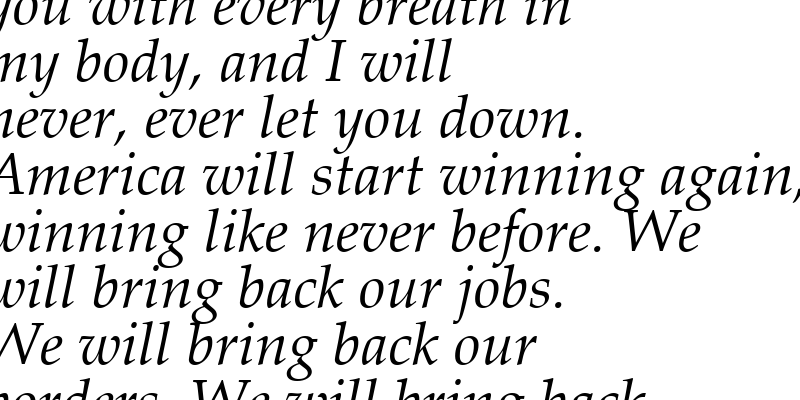 you with every breath in
my body, and I will
never, ever let you down.
America will start winning again,
winning like never before. We
will bring back our jobs.
We will bring back our
borders. We will bring back